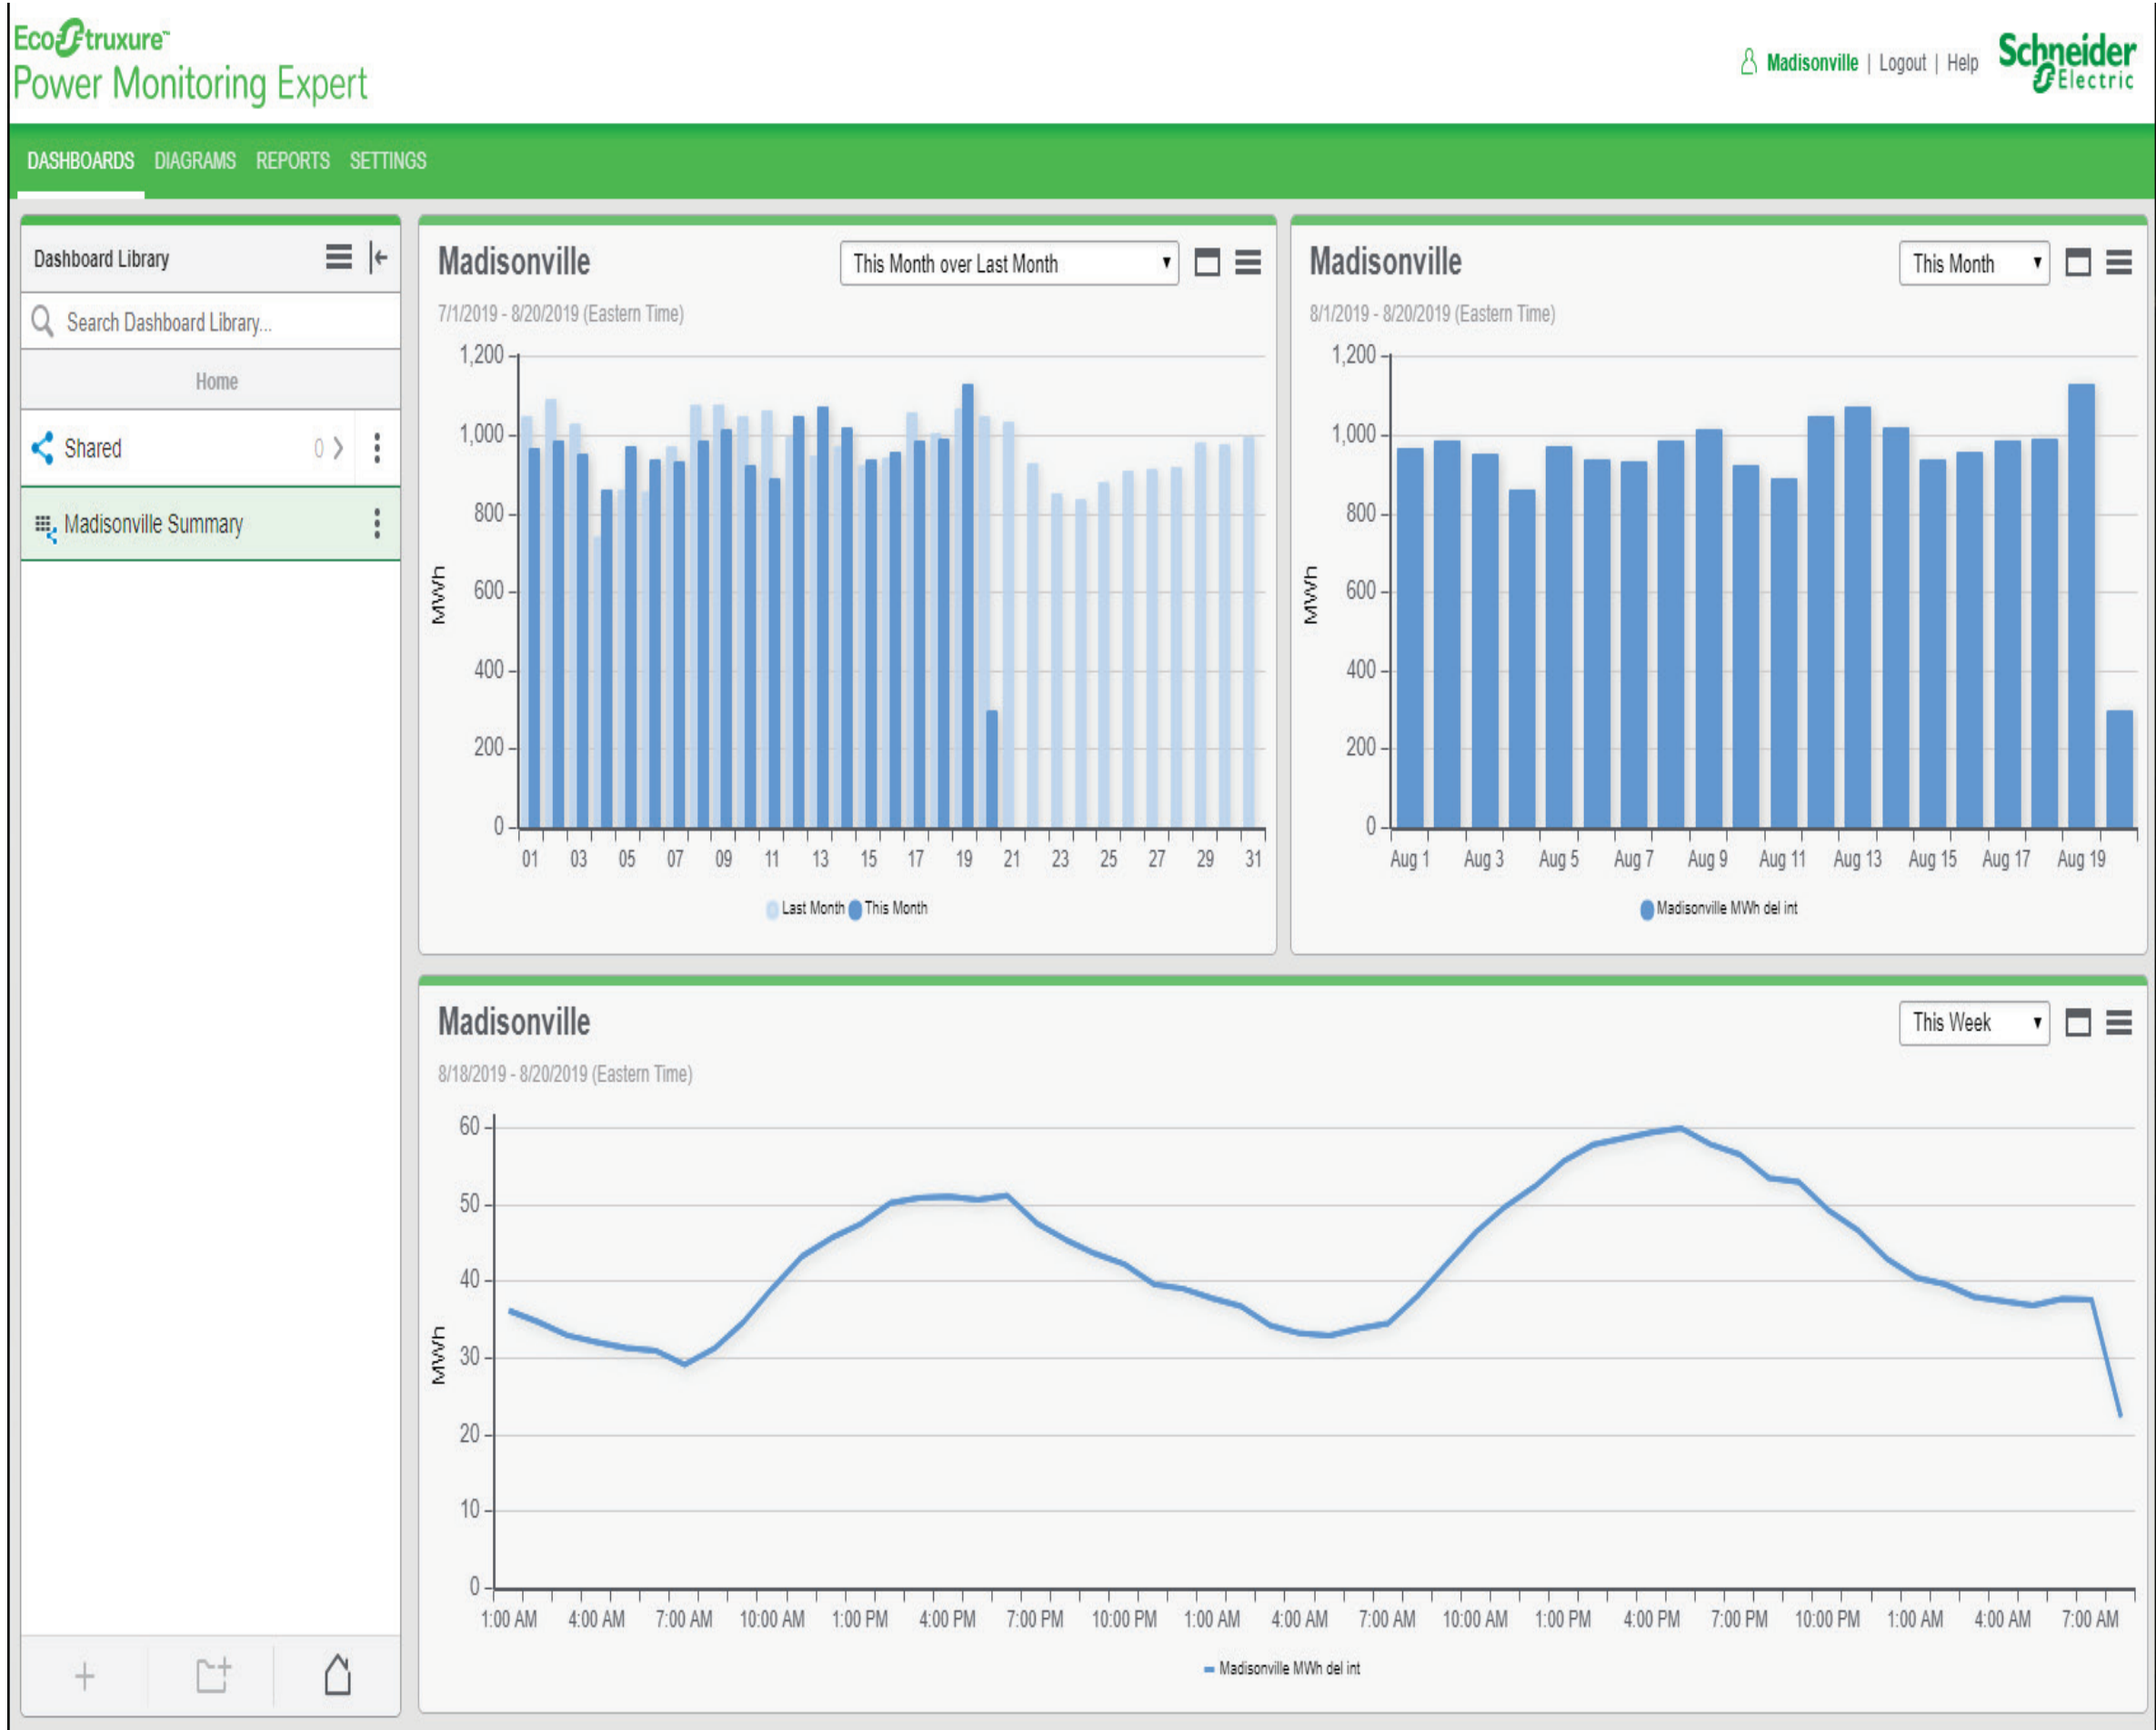 EcoStruxure™
Power Monitoring Expert
Madisonville | Logout | Help
Schneider
Electric
DASHBOARDS DIAGRAMS REPORTS SETTINGS
Dashboard Library
Search Dashboard Library...
Home
Shared 0
Madisonville Summary
Madisonville
This Month over Last Month
7/1/2019 - 8/20/2019 (Eastern Time)
1,200
1,000
800
600
400
200
0
MWh
01 03 05 07 09 11 13 15 17 19 21 23 25 27 29 31
Last Month This Month
Madisonville
This Month
8/1/2019 - 8/20/2019 (Eastern Time)
1,200
1,000
800
600
400
200
0
MWh
Aug 1 Aug 3 Aug 5 Aug 7 Aug 9 Aug 11 Aug 13 Aug 15 Aug 17 Aug 19
Madisonville MWh del int
Madisonville
This Week
8/18/2019 - 8/20/2019 (Eastern Time)
60
50
40
30
20
10
0
MWh
1:00 AM 4:00 AM 7:00 AM 10:00 AM 1:00 PM 4:00 PM 7:00 PM 10:00 PM 1:00 AM 4:00 AM 7:00 AM 10:00 AM 1:00 PM 4:00 PM 7:00 PM 10:00 PM 1:00 AM 4:00 AM 7:00 AM
Madisonville MWh del int